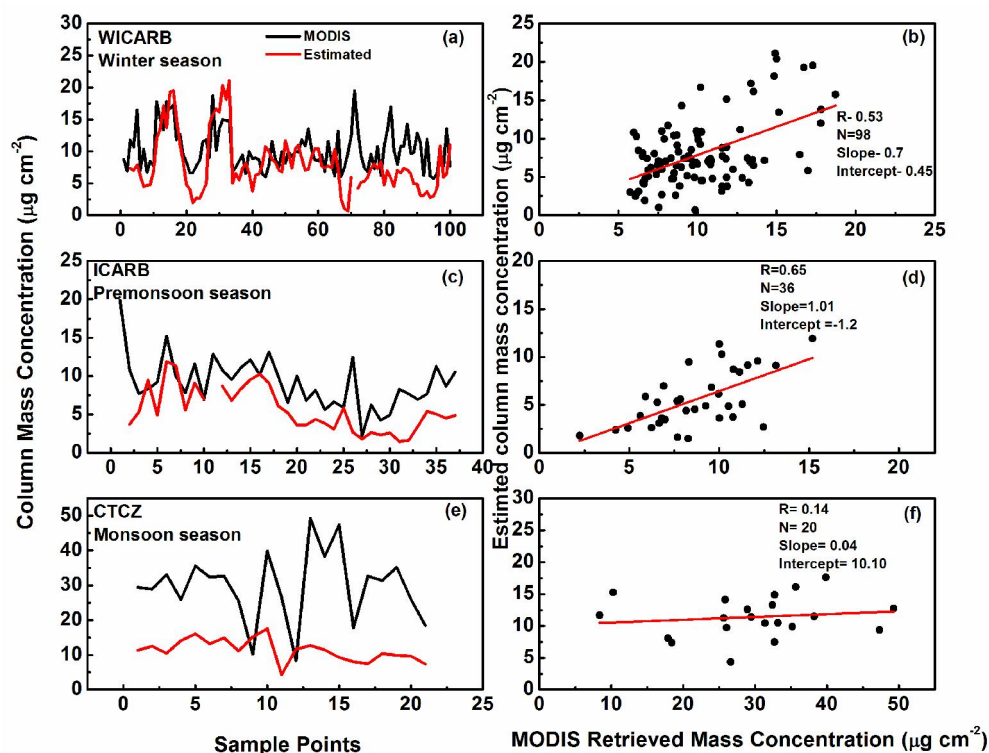 Column Mass Concentration (µg cm-2)
30
25
20
15
10
5
0
WICARB
Winter season
MODIS
Estimated
(a)
0
20
40
60
80
100
25
20
15
10
5
0
(b)
R- 0.53
N=98
Slope- 0.7
Intercept- 0.45
0
5
10
15
20
25
25
20
15
10
5
0
ICARB
Premonsoon season
(c)
0
5
10
15
20
25
30
35
40
Estimted column mass concentration (µg cm-2)
25
20
15
10
5
0
R=0.65
N=36
Slope=1.01
Intercept =-1.2
(d)
0
5
10
15
20
50
40
30
20
10
0
CTCZ
Monsoon season
(e)
0
5
10
15
20
25
Sample Points
30
25
20
15
10
5
0
R= 0.14
N= 20
Slope= 0.04
Intercept= 10.10
(f)
0
10
20
30
40
50
MODIS Retrieved Mass Concentration (µg cm-2)